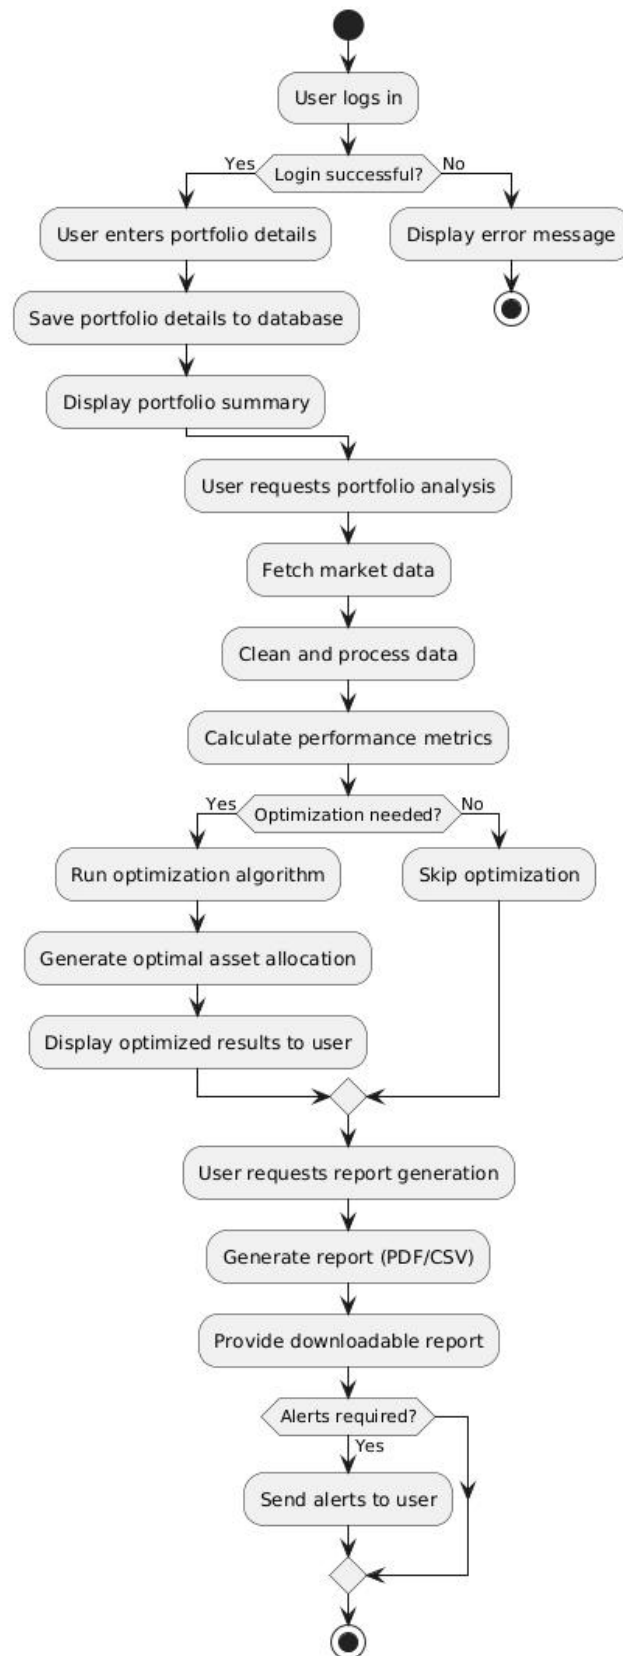 User logs in
Yes
Login successful?
No
User enters portfolio details
Display error message
Save portfolio details to database
Display portfolio summary
User requests portfolio analysis
Fetch market data
Clean and process data
Calculate performance metrics
Yes
Optimization needed?
No
Run optimization algorithm
Skip optimization
Generate optimal asset allocation
Display optimized results to user
User requests report generation
Generate report (PDF/CSV)
Provide downloadable report
Alerts required?
Yes
Send alerts to user